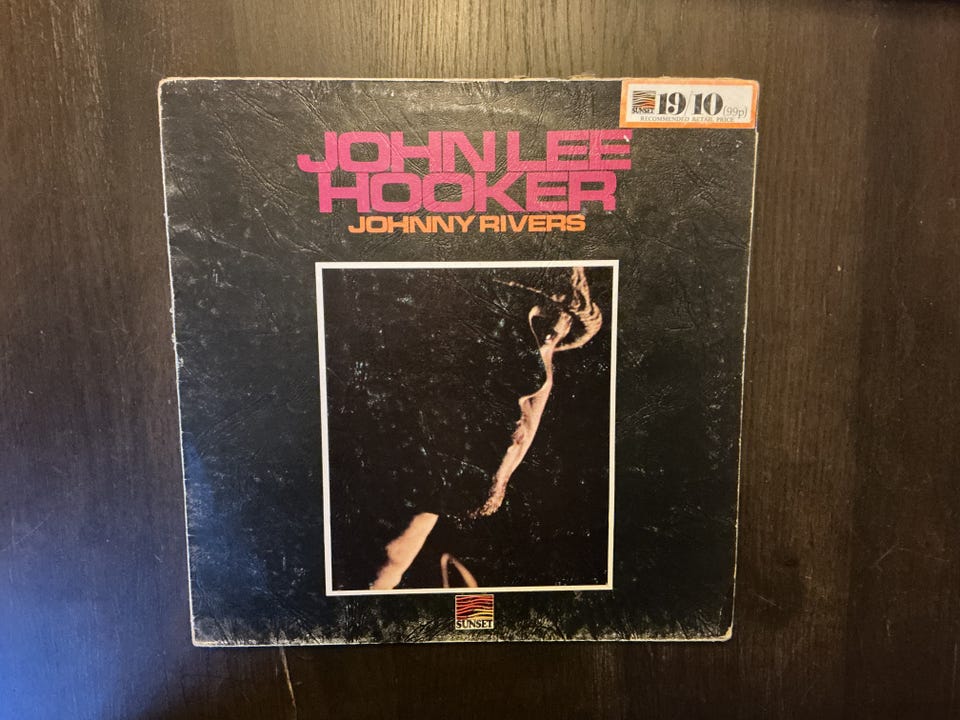 SUNSET 19/10 (99p)
RECOMMENDED RETAIL PRICE
JOHN LEE
HOOKER
JOHNNY RIVERS
SUNSET